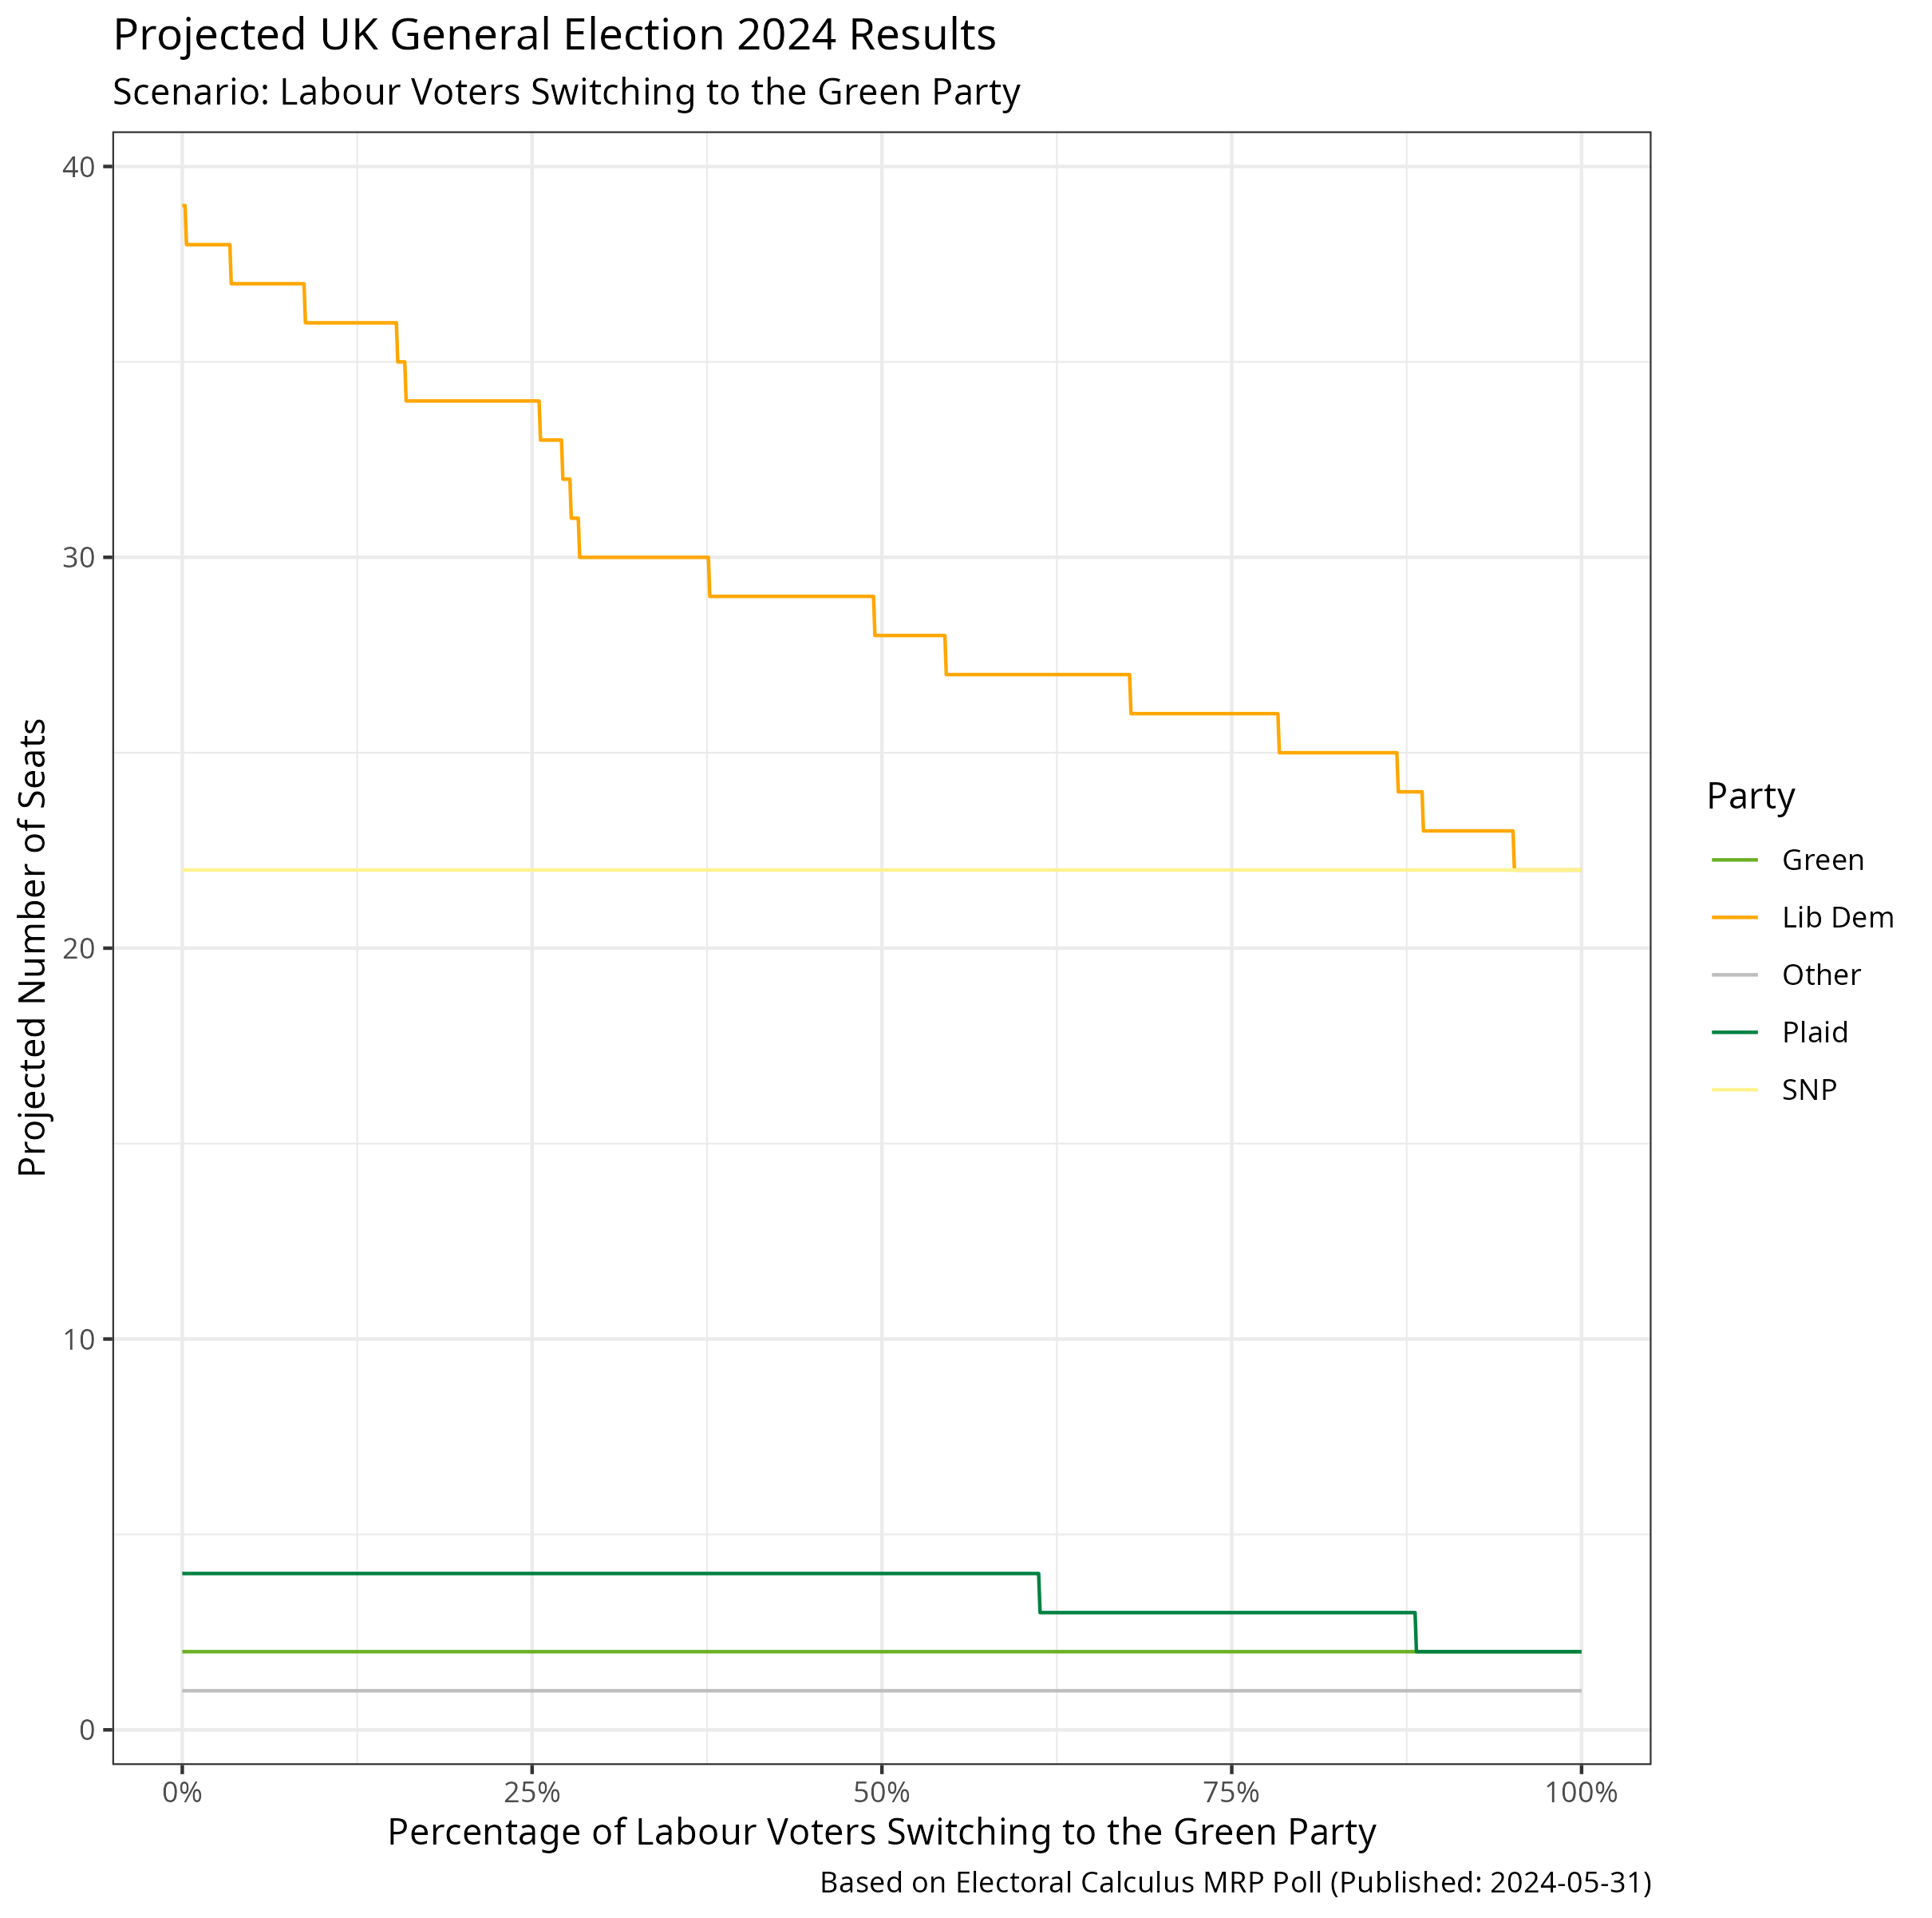 Projected UK General Election 2024 Results
Scenario: Labour Voters Switching to the Green Party
40
30
20
10
0
Projected Number of Seats
0% 25% 50% 75% 100%
Percentage of Labour Voters Switching to the Green Party
Based on Electoral Calculus MRP Poll (Published: 2024-05-31)
Party
Green
Lib Dem
Other
Plaid
SNP